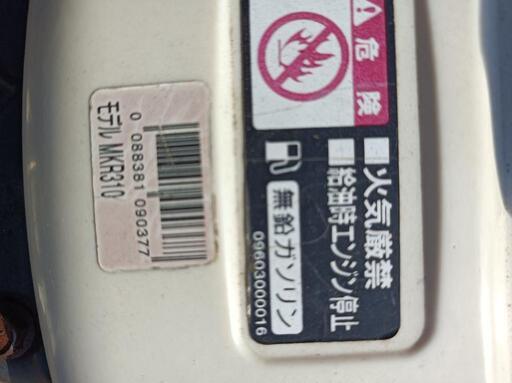 危険
火気厳禁
給油時エンジン停止
無鉛ガソリン
09603000016
0 088381 090377
モデル MKR310